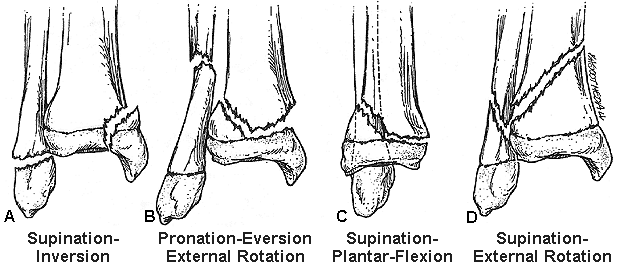 A
B
C
D
Supination-
Inversion
Pronation-Eversion
External Rotation
Supination-
Plantar-Flexion
Supination-
External Rotation